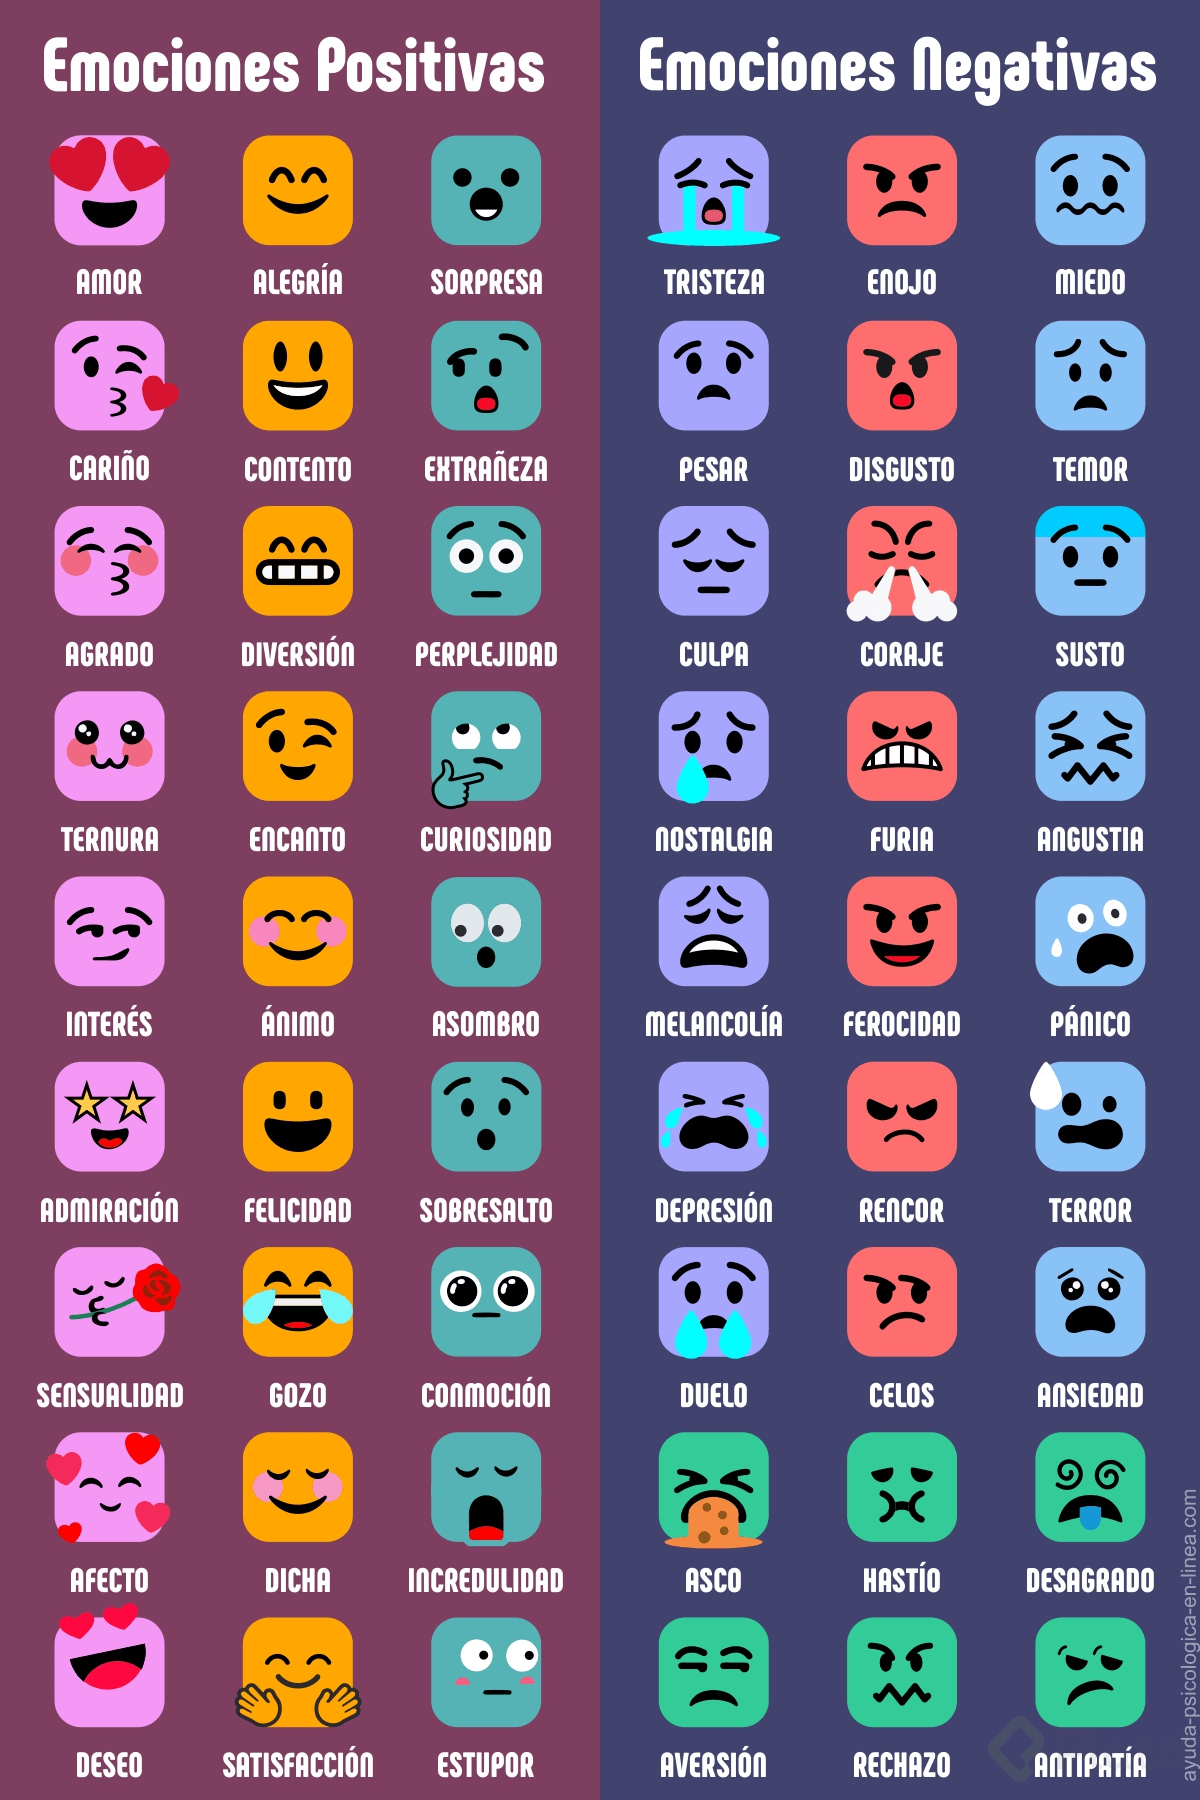 Emociones Positivas
AMOR ALEGRÍA SORPRESA
CARIÑO CONTENTO EXTRAÑEZA
AGRADO DIVERSIÓN PERPLEJIDAD
TERNURA ENCANTO CURIOSIDAD
INTERÉS ÁNIMO ASOMBRO
ADMIRACIÓN FELICIDAD SOBRESALTO
SENSUALIDAD GOZO CONMOCIÓN
AFECTO DICHA INCREDULIDAD
DESEO SATISFACCIÓN ESTUPOR
Emociones Negativas
TRISTEZA ENOJO MIEDO
PESAR DISGUSTO TEMOR
CULPA CORAJE SUSTO
NOSTALGIA FURIA ANGUSTIA
MELANCOLÍA FEROCIDAD PÁNICO
DEPRESIÓN RENCOR TERROR
DUELO CELOS ANSIEDAD
ASCO HASTÍO DESAGRADO
AVERSIÓN RECHAZO ANTIPATÍA
ayuda-psicologica-en-linea.com